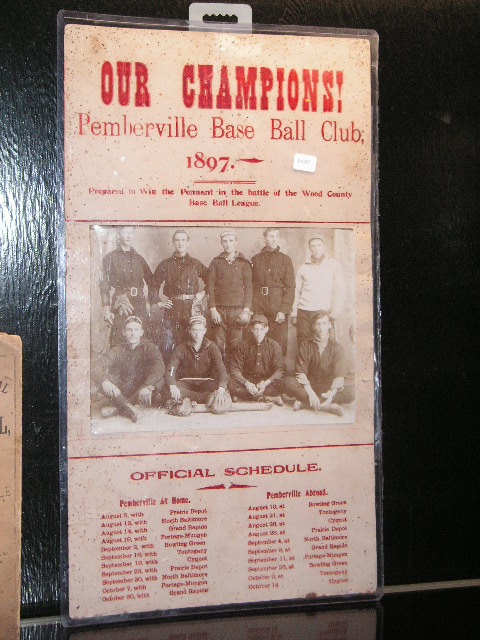 OUR CHAMPIONS!
Pemberville Base Ball Club,
1897.
Prepared to Win the Pennant in the battle of the Wood County
Base Ball League.
OFFICIAL SCHEDULE.
Pemberville At Home.
August 5, with Prairie Depot
August 12, with North Baltimore
August 14, with Grand Rapids
August 19, with Portage-Mungen
September 2, with Bowling Green
September 16, with Tontogany
September 18, with Cygnet
September 23, with Prairie Depot
September 30, with North Baltimore
October 7, with Portage-Mungen
October 30, with Grand Rapids
Pemberville Abroad.
August 10, at Bowling Green
August 21, at Tontogany
August 26, at Cygnet
August 28, at Prairie Depot
September 4, at North Baltimore
September 9, at Grand Rapids
September 11, at Portage-Mungen
September 25, at Bowling Green
October 2, at Tontogany
October 14 Cygnet
L,